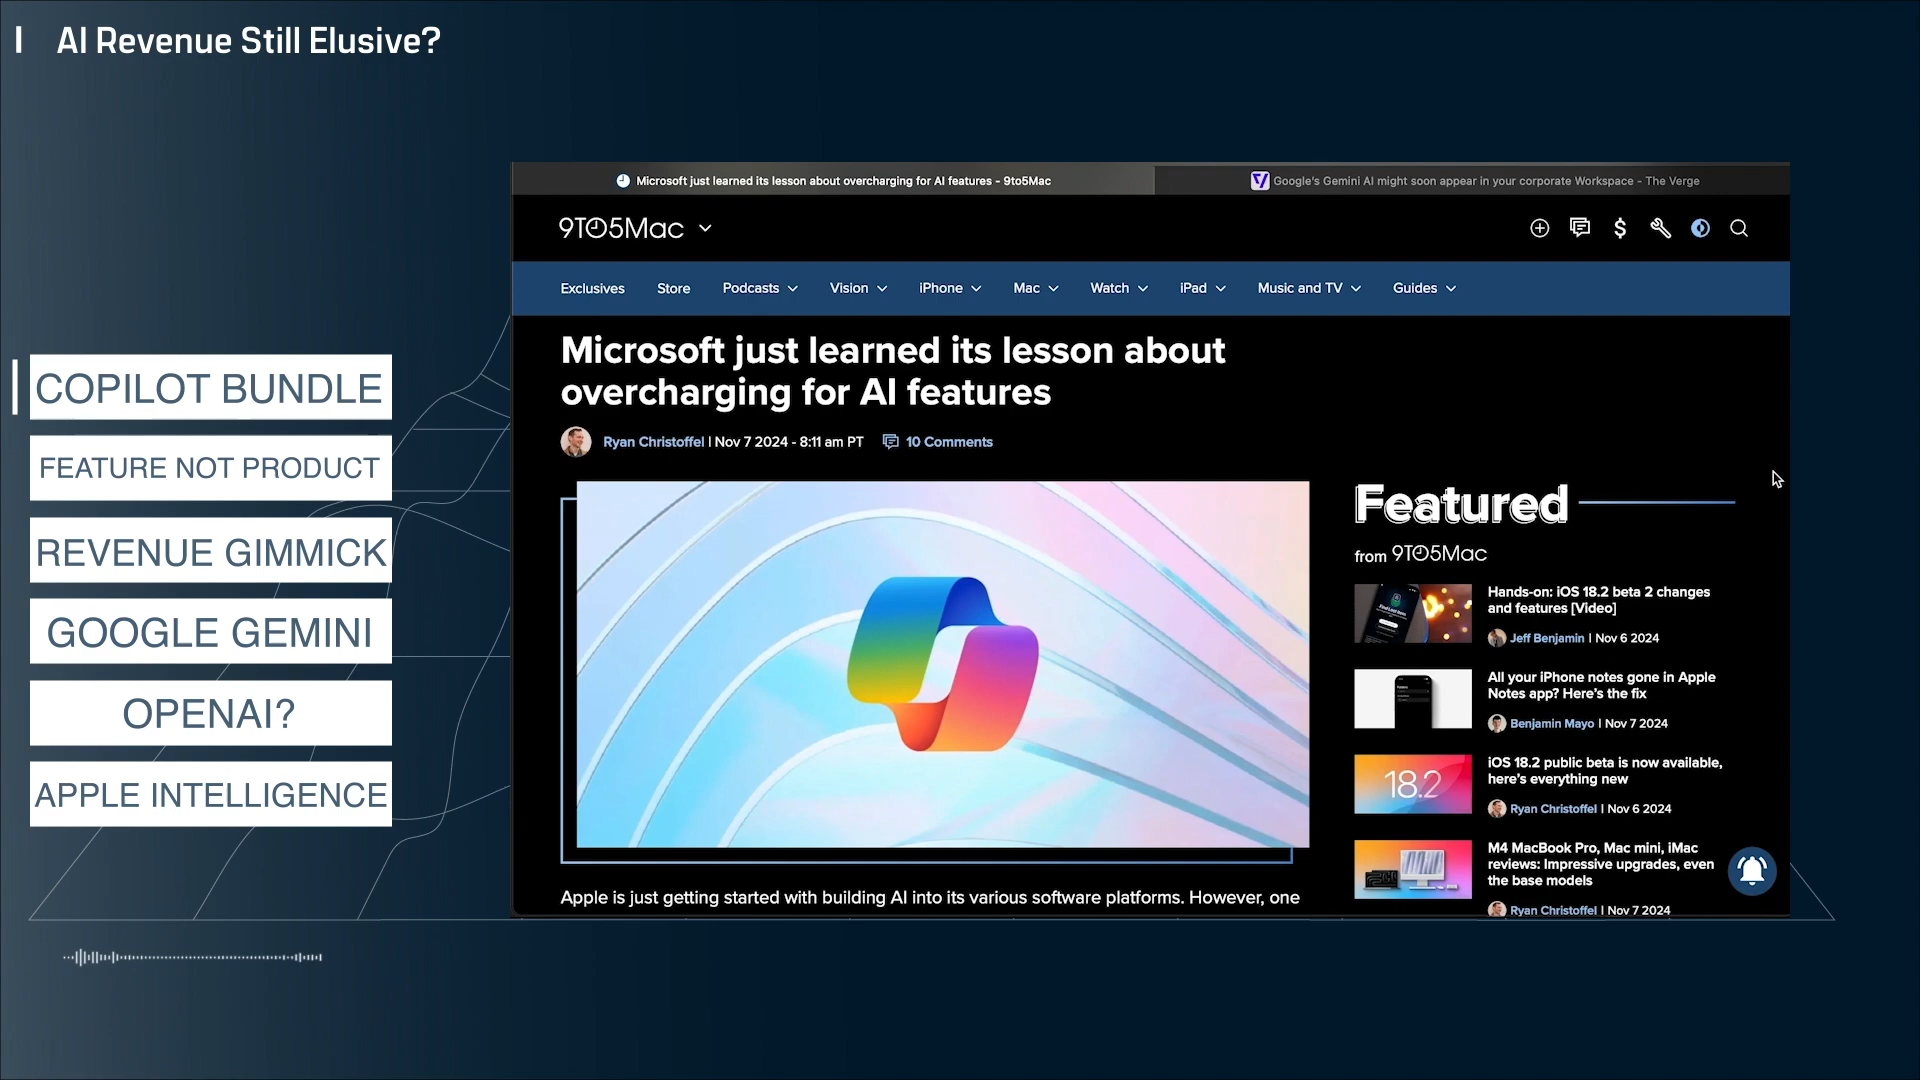 AI Revenue Still Elusive?
COPILOT BUNDLE
FEATURE NOT PRODUCT
REVENUE GIMMICK
GOOGLE GEMINI
OPENAI?
APPLE INTELLIGENCE
Microsoft just learned its lesson about overcharging for AI features - 9to5Mac
Google's Gemini AI might soon appear in your corporate Workspace - The Verge
9TO5Mac
Exclusives Store Podcasts Vision iPhone Mac Watch iPad Music and TV Guides
Microsoft just learned its lesson about
overcharging for AI features
Ryan Christoffel | Nov 7 2024 - 8:11 am PT 10 Comments
Apple is just getting started with building AI into its various software platforms. However, one
Featured
from 9TO5Mac
Hands-on: iOS 18.2 beta 2 changes
and features [Video]
Jeff Benjamin | Nov 6 2024
All your iPhone notes gone in Apple
Notes app? Here's the fix
Benjamin Mayo | Nov 7 2024
18.2
iOS 18.2 public beta is now available,
here's everything new
Ryan Christoffel | Nov 6 2024
M4 MacBook Pro, Mac mini, iMac
reviews: Impressive upgrades, even
the base models
Ryan Christoffel | Nov 7 2024